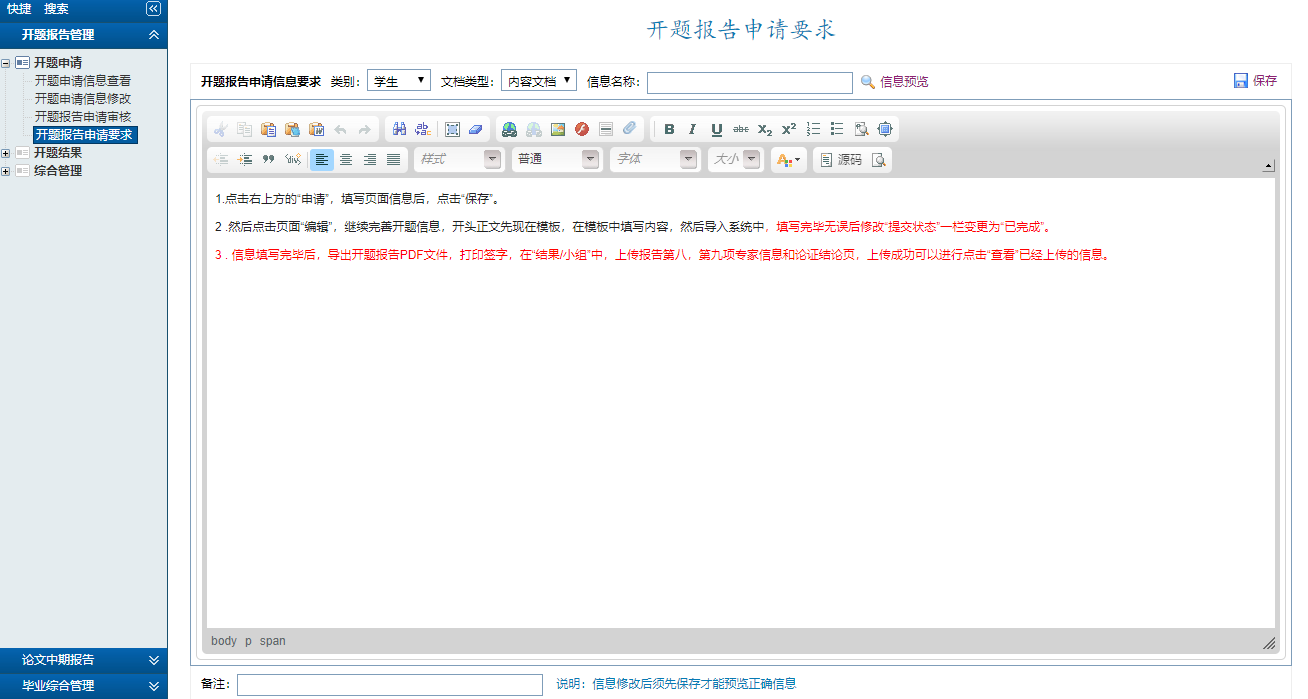 快捷 搜索
开题报告管理
开题申请
开题申请信息查看
开题申请信息修改
开题报告申请审核
开题报告申请要求
开题结果
综合管理
论文中期报告
毕业综合管理
开题报告申请要求
开题报告申请信息要求 类别： 学生 文档类型： 内容文档 信息名称： 信息预览 保存
B I U abc X₂ X²
样式 普通 字体 大小 A 源码
1.点击右上方的“申请”，填写页面信息后，点击“保存”。
2 .然后点击页面“编辑”，继续完善开题信息，开头正文先现在模板，在模板中填写内容，然后导入系统中，填写完毕无误后修改“提交状态”一栏变更为“已完成”。
3 . 信息填写完毕后，导出开题报告PDF文件，打印签字，在“结果/小组”中，上传报告第八，第九项专家信息和论证结论页，上传成功可以进行点击“查看”已经上传的信息。
body p span
备注： 说明：信息修改后须先保存才能预览正确信息